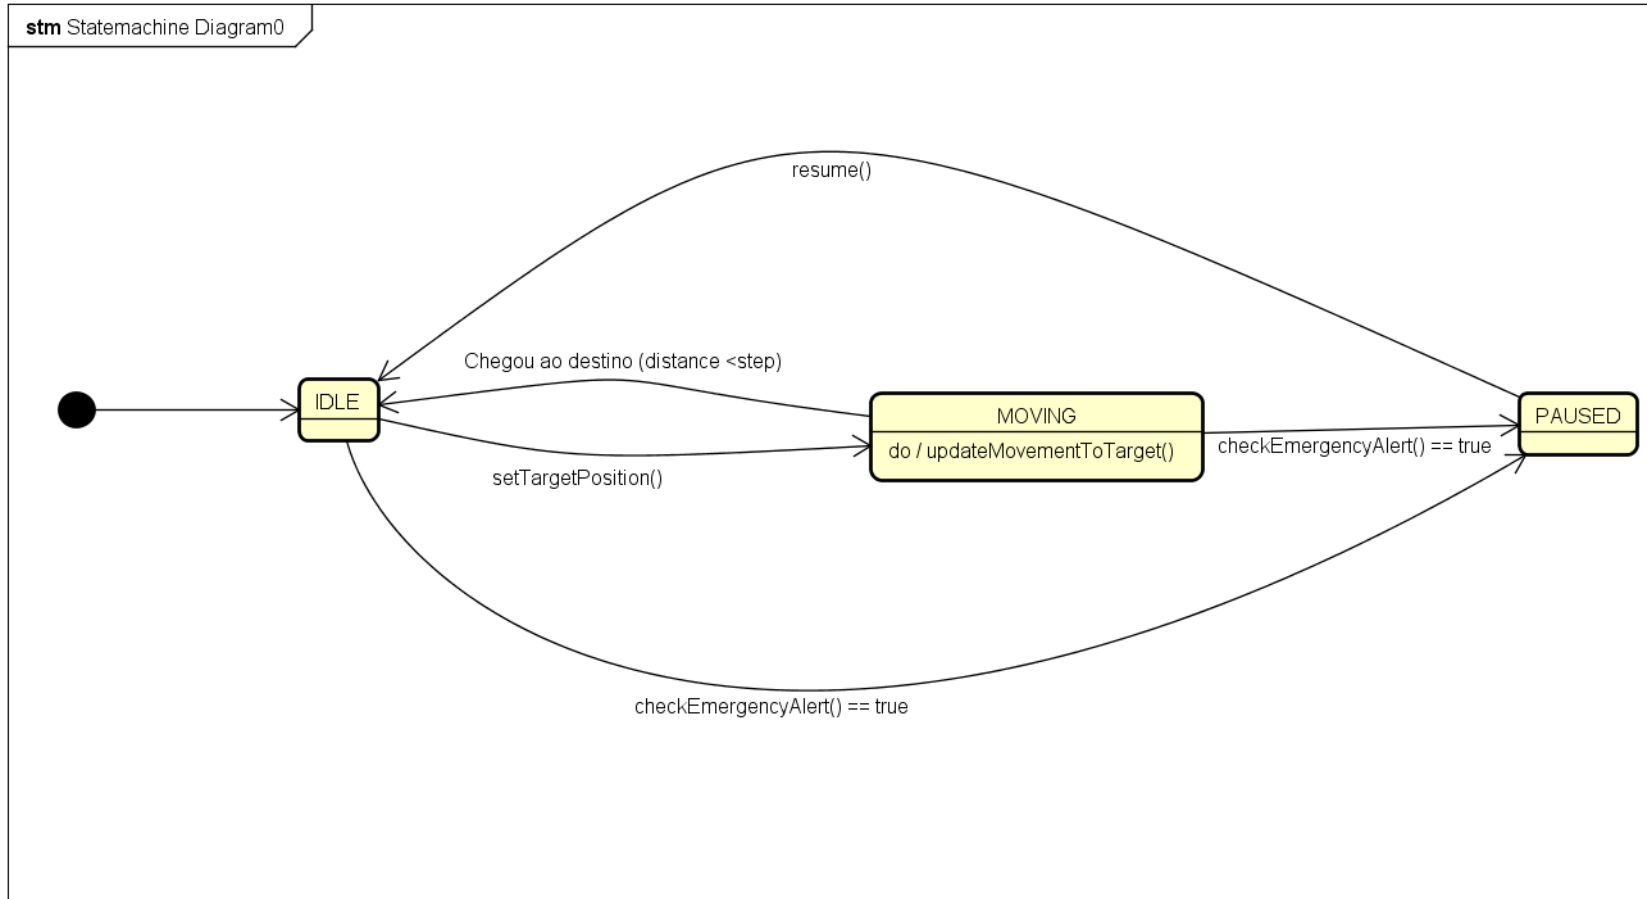 stm Statemachine Diagram0
resume()
Chegou ao destino (distance <step)
IDLE
MOVING
PAUSED
do / updateMovementToTarget()
checkEmergencyAlert() == true
setTargetPosition()
checkEmergencyAlert() == true